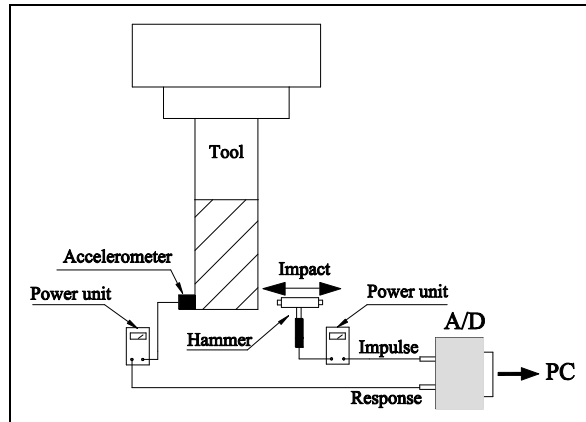 Tool
Accelerometer
Impact
Power unit
Power unit
Hammer
A/D
Impulse
PC
Response